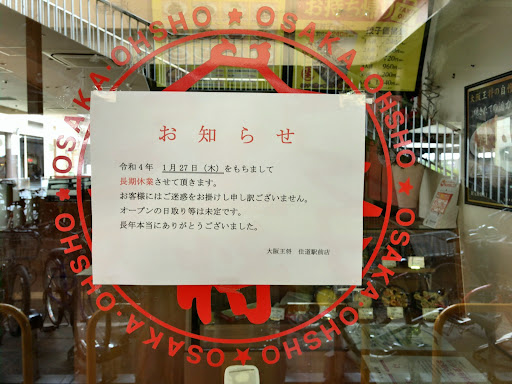 OSAKA・OHSHO★OSAKA・OHSHO★OSAKA・OHSHO★OSAKA・OHSHO★
お知らせ
令和4年 1月27日(木)をもちまして
長期休業させて頂きます。
お客様にはご迷惑をお掛けし申し訳ございません。
オープンの日取り等は未定です。
長年本当にありがとうございました。
大阪王将 住道駅前店